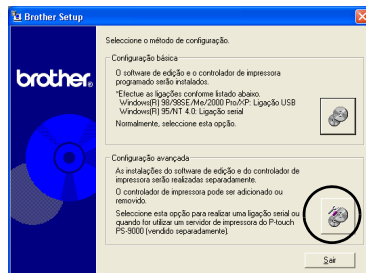 Brother Setup
Seleccione o método de configuração.
brother®
Configuração básica
O software de edição e o controlador de impressora
programado serão instalados.
*Efectue as ligações conforme listado abaixo.
Windows(R) 98/98SE/Me/2000 Pro/XP: Ligação USB
Windows(R) 95/NT 4.0: Ligação serial
Normalmente, seleccione esta opção.
Configuração avançada
As instalações do software de edição e do controlador de
impressora serão realizadas separadamente.
O controlador de impressora pode ser adicionado ou
removido.
Seleccione esta opção para realizar uma ligação serial ou
quando for utilizar um servidor de impressora do P-touch
PS-9000 (vendido separadamente).
Sair